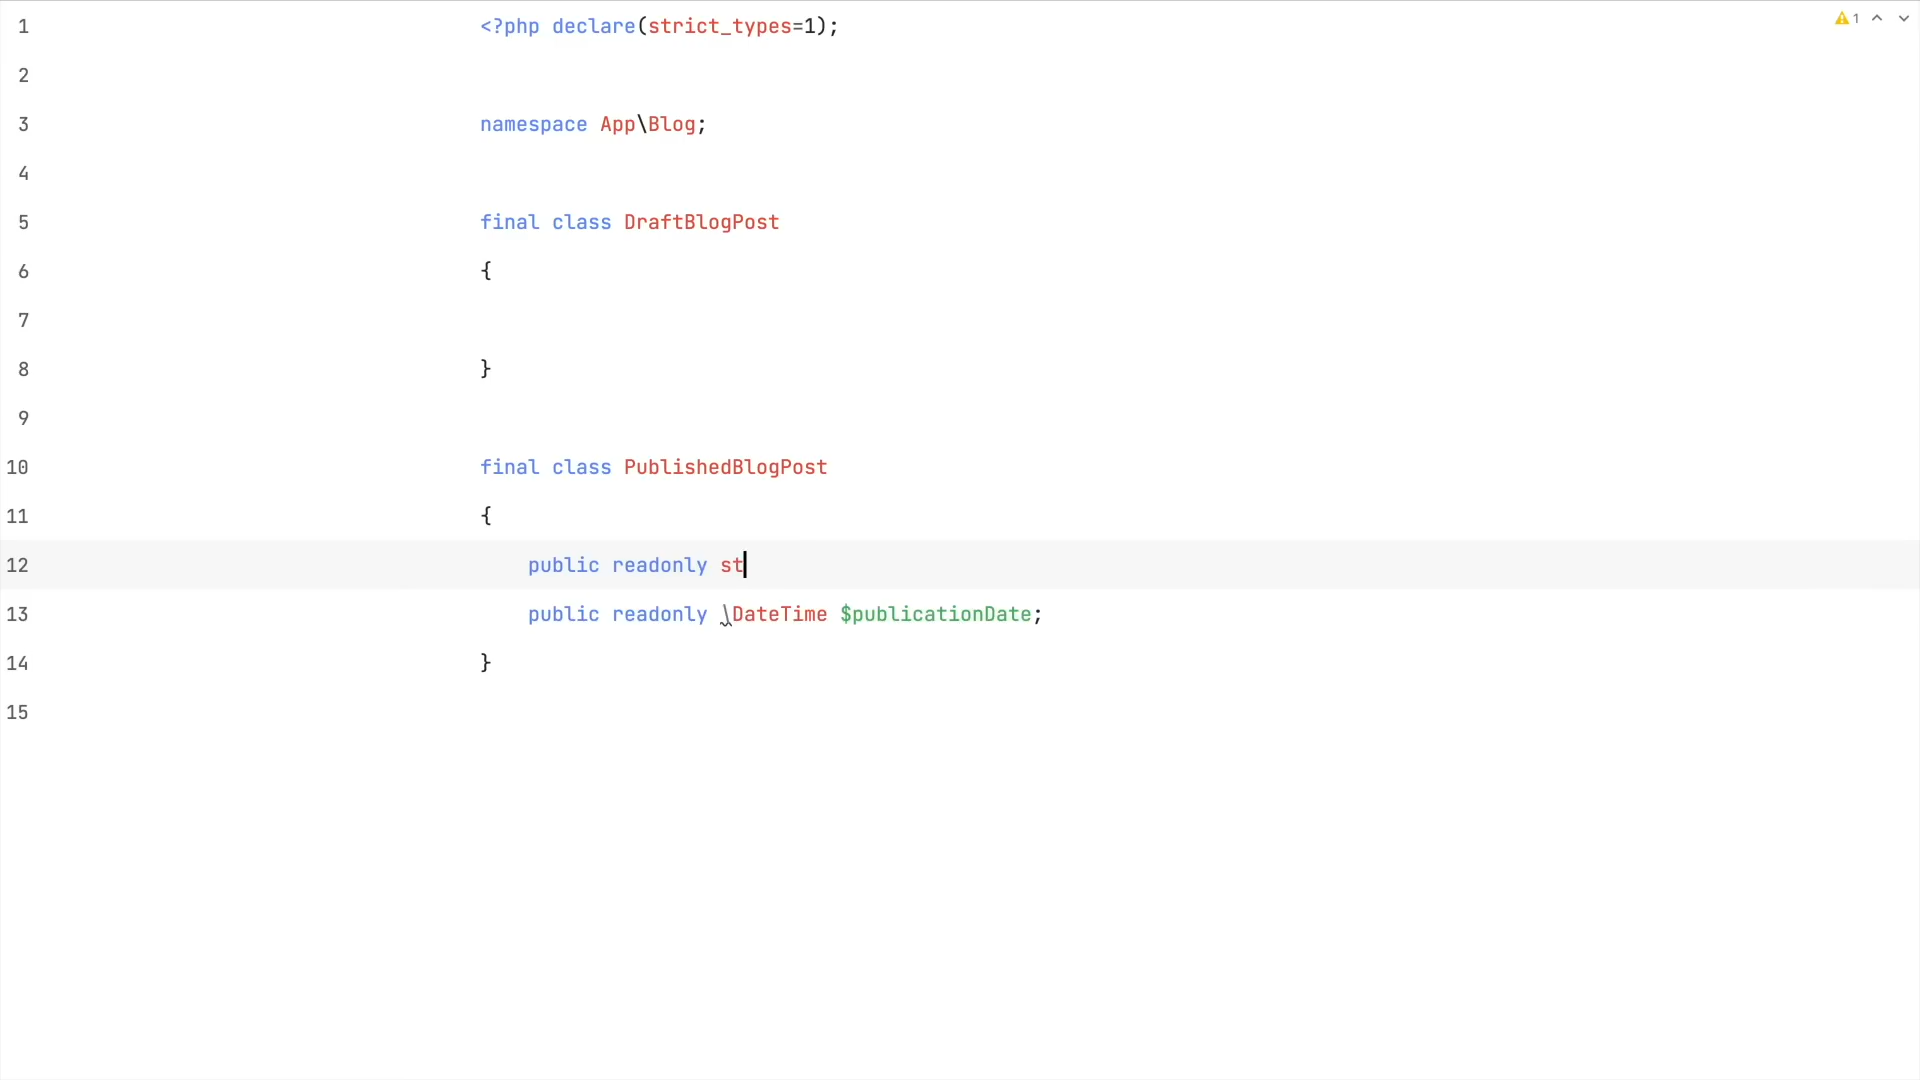 1 <?php declare(strict_types=1);
2
3 namespace App\Blog;
4
5 final class DraftBlogPost
6 {
7
8 }
9
10 final class PublishedBlogPost
11 {
12 public readonly st
13 public readonly \DateTime $publicationDate;
14 }
15
1